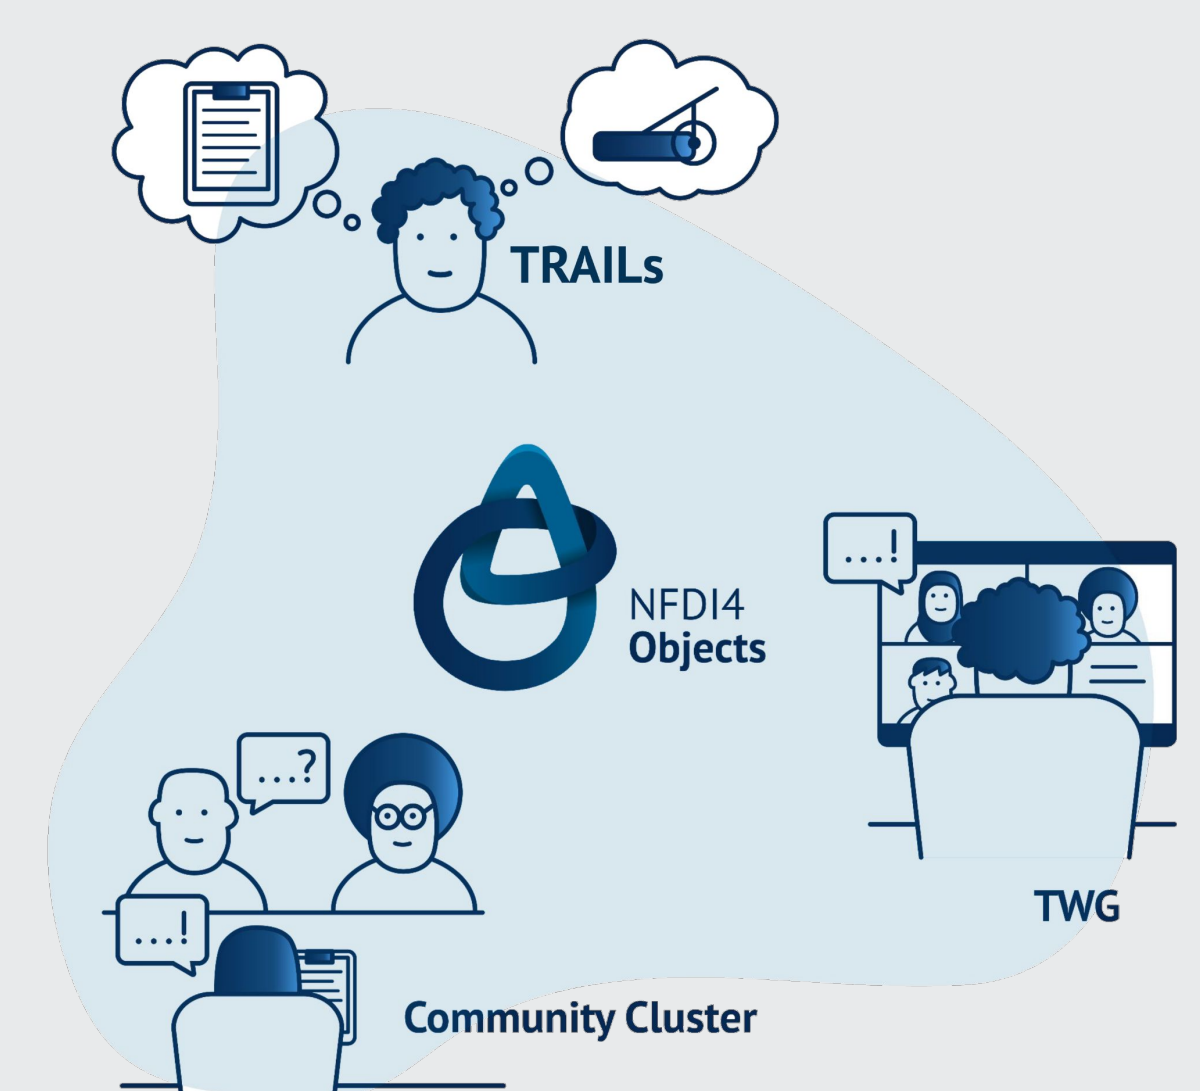 TRAILs
NFDI4
Objects
...!
...?
...!
TWG
Community Cluster